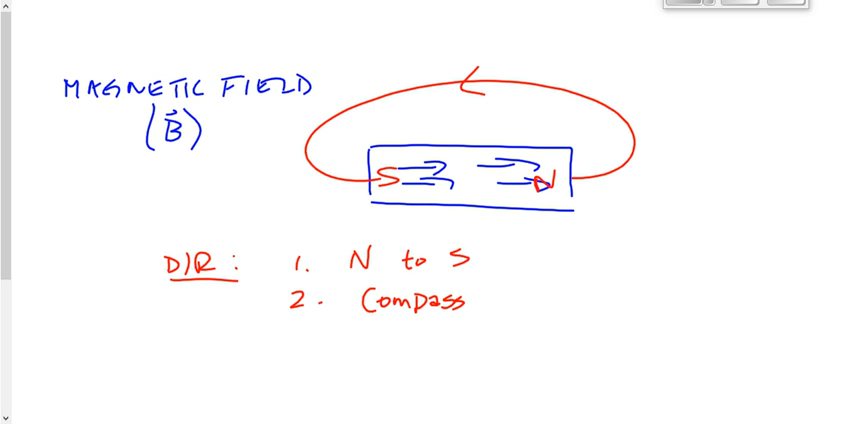 MAGNETIC FIELD
(B⃗)
S N
DIR:
1. N to S
2. Compass